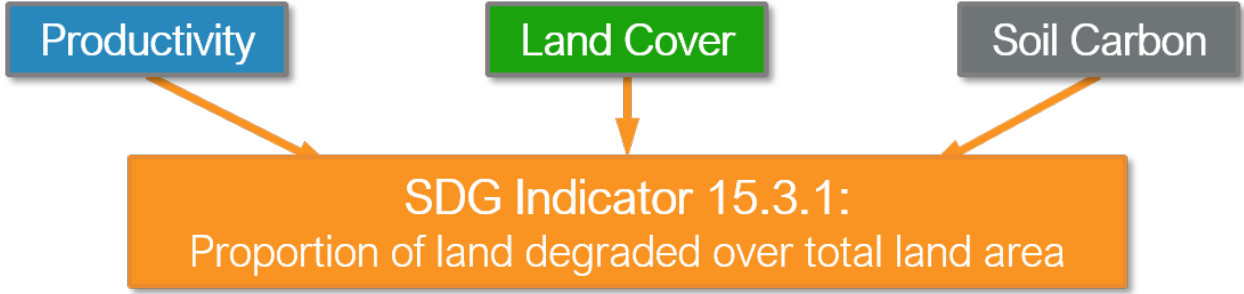 Productivity
Land Cover
Soil Carbon
SDG Indicator 15.3.1:
Proportion of land degraded over total land area